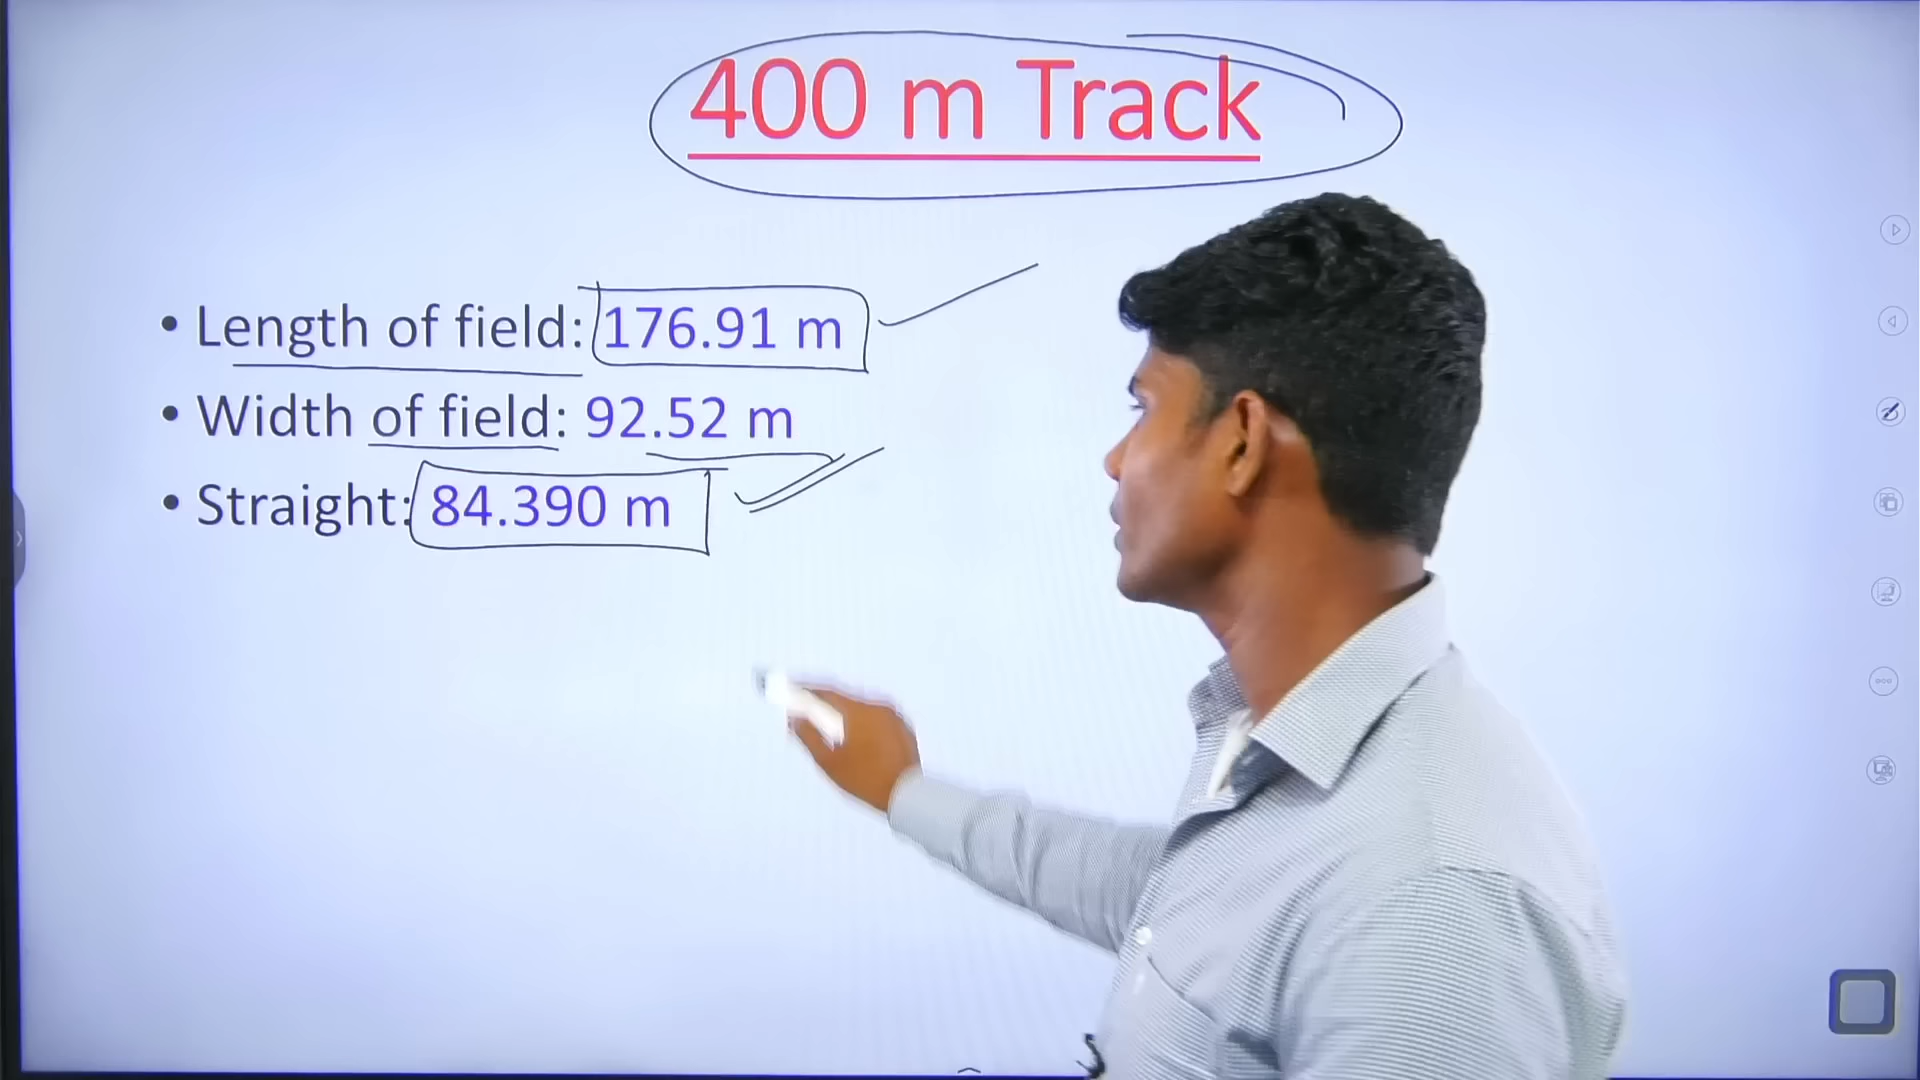 400 m Track
• Length of field: 176.91 m
• Width of field: 92.52 m
• Straight: 84.390 m